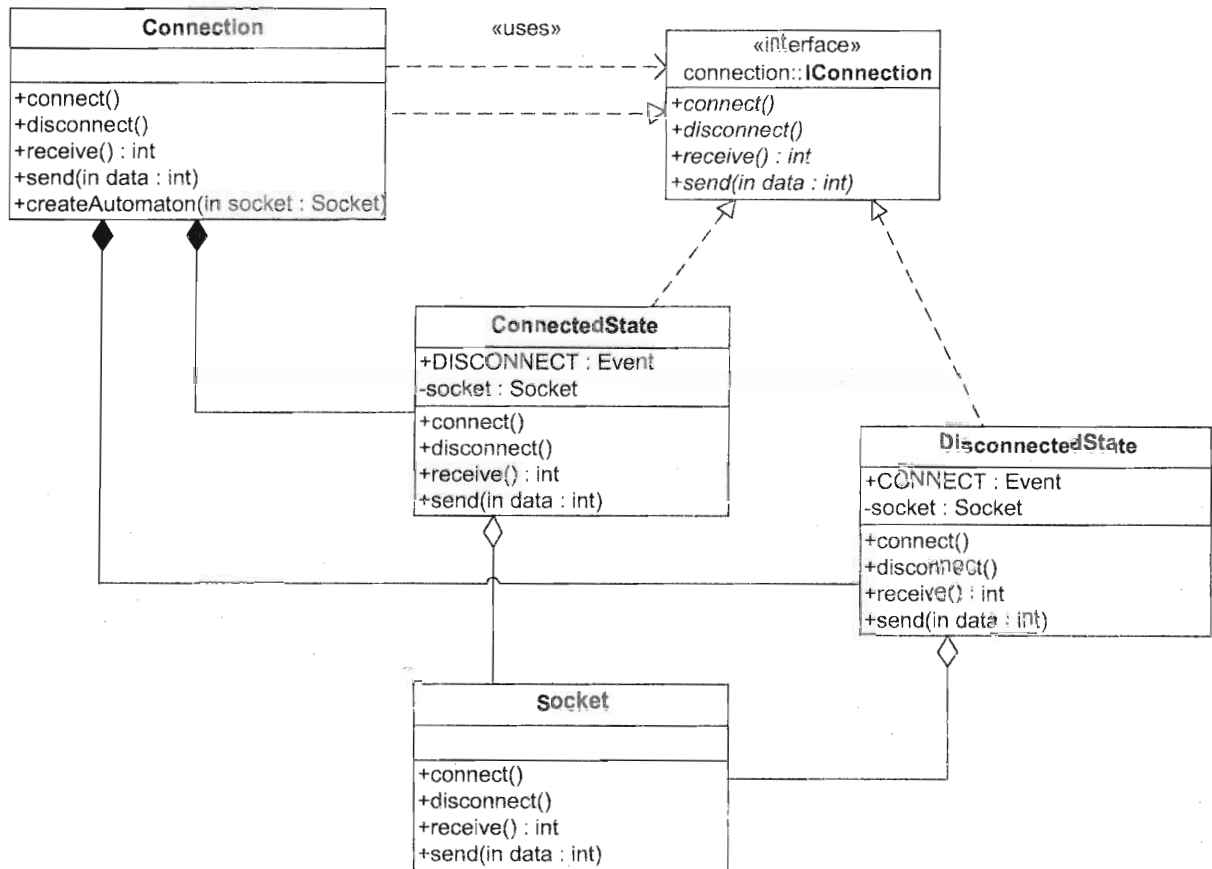 Connection
+connect()
+disconnect()
+receive() : int
+send(in data : int)
+createAutomaton(in socket : Socket)
«uses»
«interface»
connection::IConnection
+connect()
+disconnect()
+receive() : int
+send(in data : int)
ConnectedState
+DISCONNECT : Event
-socket : Socket
+connect()
+disconnect()
+receive() : int
+send(in data : int)
DisconnectedState
+CONNECT : Event
-socket : Socket
+connect()
+disconnect()
+receive() : int
+send(in data : int)
Socket
+connect()
+disconnect()
+receive() : int
+send(in data : int)